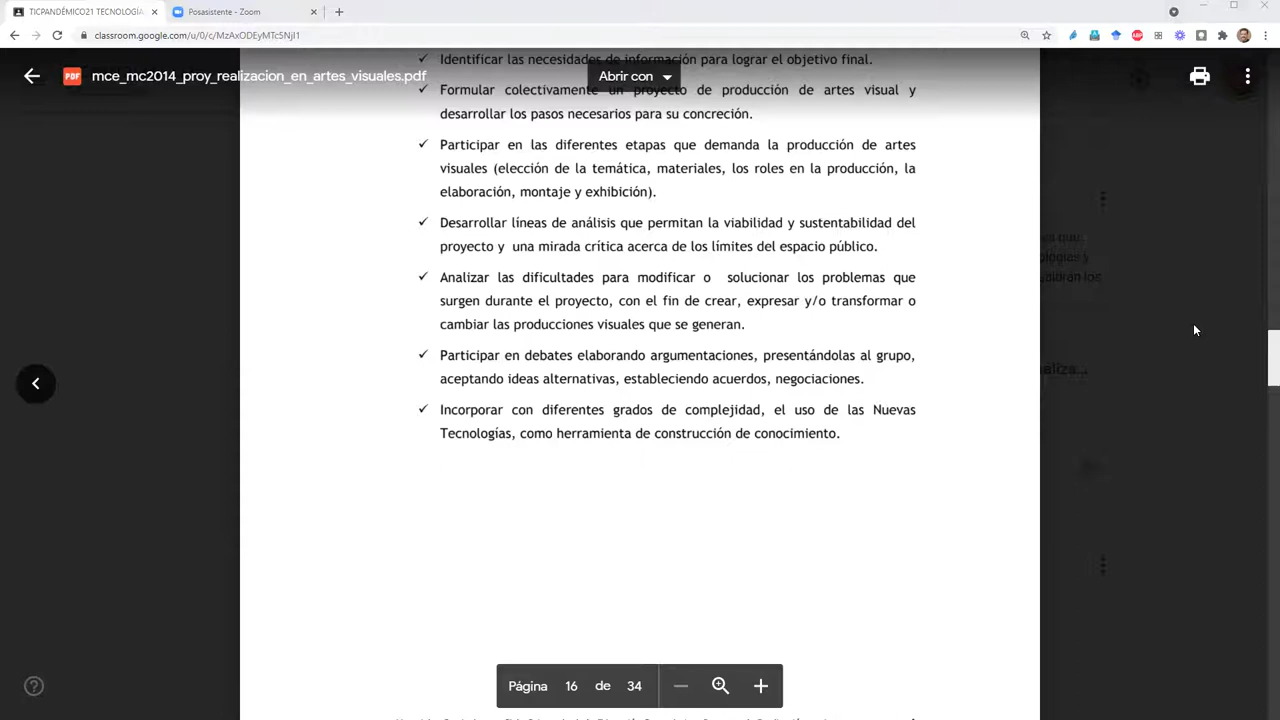 TICPANDÉMICO21 TECNOLOGÍA
Posasistente - Zoom
classroom.google.com/u/0/c/MzAxODEyMTc5NjI1
mce_mc2014_proy_realizacion_en_artes_visuales.pdf
Abrir con
✓ Identificar las necesidades de información para lograr el objetivo final.
✓ Formular colectivamente un proyecto de producción de artes visual y
desarrollar los pasos necesarios para su concreción.
✓ Participar en las diferentes etapas que demanda la producción de artes
visuales (elección de la temática, materiales, los roles en la producción, la
elaboración, montaje y exhibición).
✓ Desarrollar líneas de análisis que permitan la viabilidad y sustentabilidad del
proyecto y una mirada crítica acerca de los límites del espacio público.
✓ Analizar las dificultades para modificar o solucionar los problemas que
surgen durante el proyecto, con el fin de crear, expresar y/o transformar o
cambiar las producciones visuales que se generan.
✓ Participar en debates elaborando argumentaciones, presentándolas al grupo,
aceptando ideas alternativas, estableciendo acuerdos, negociaciones.
✓ Incorporar con diferentes grados de complejidad, el uso de las Nuevas
Tecnologías, como herramienta de construcción de conocimiento.
Página 16 de 34